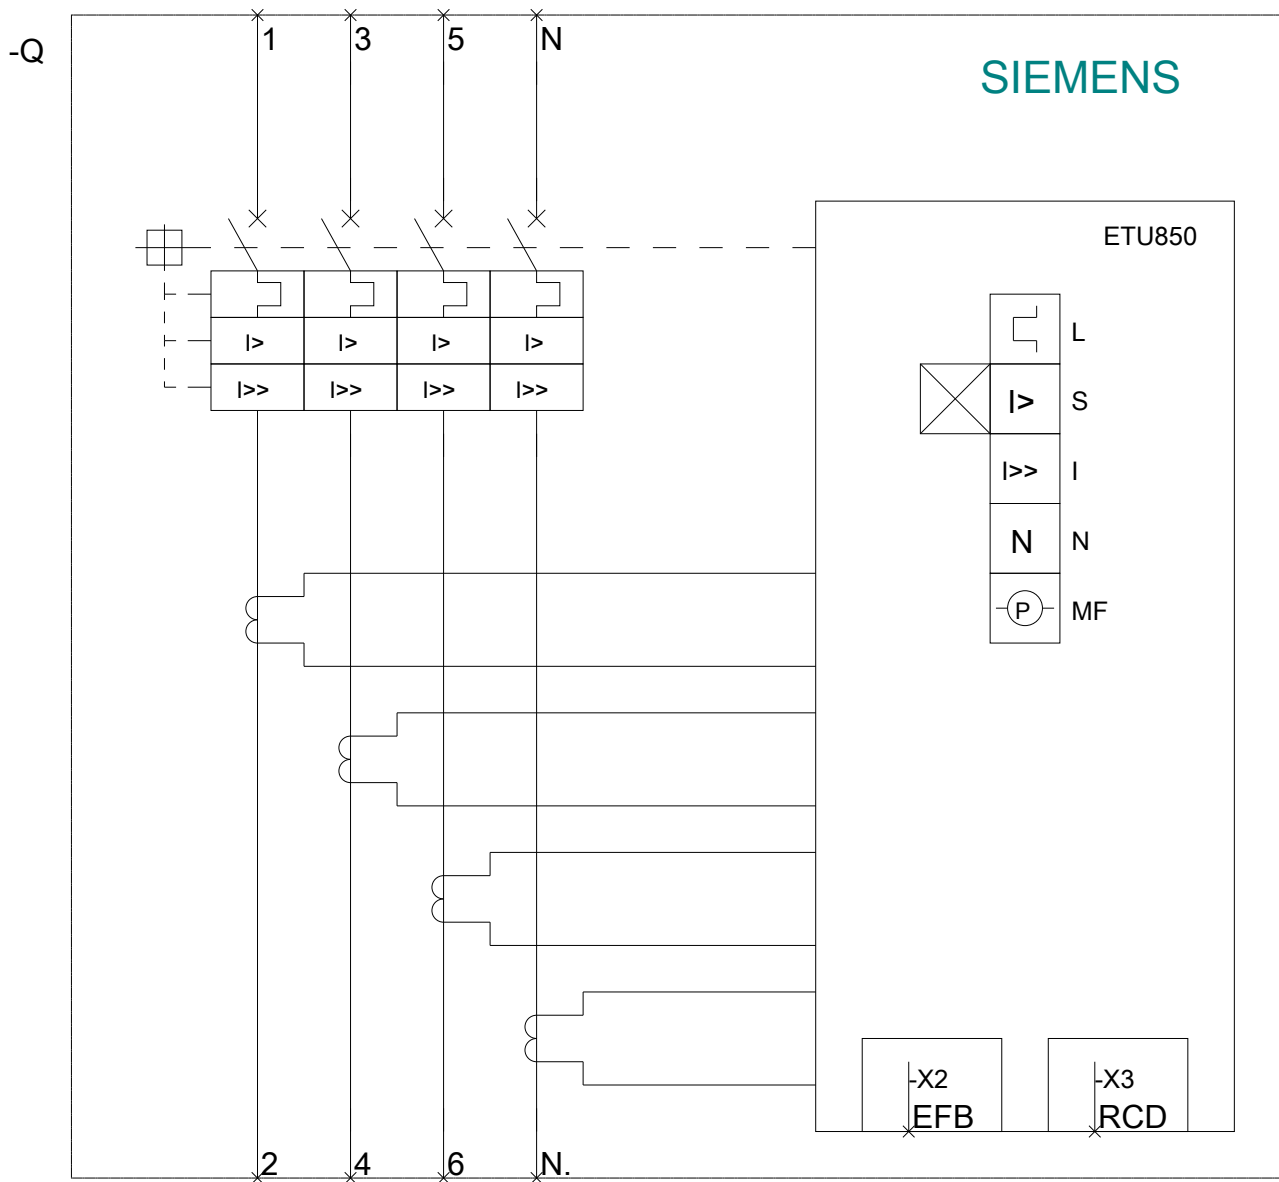 1 3 5 N
-Q
SIEMENS
ETU850
I> I> I> I>
I>> I>> I>> I>>
L
I> S
I>> I
N N
P MF
-X2 -X3
EFB RCD
2 4 6 N.